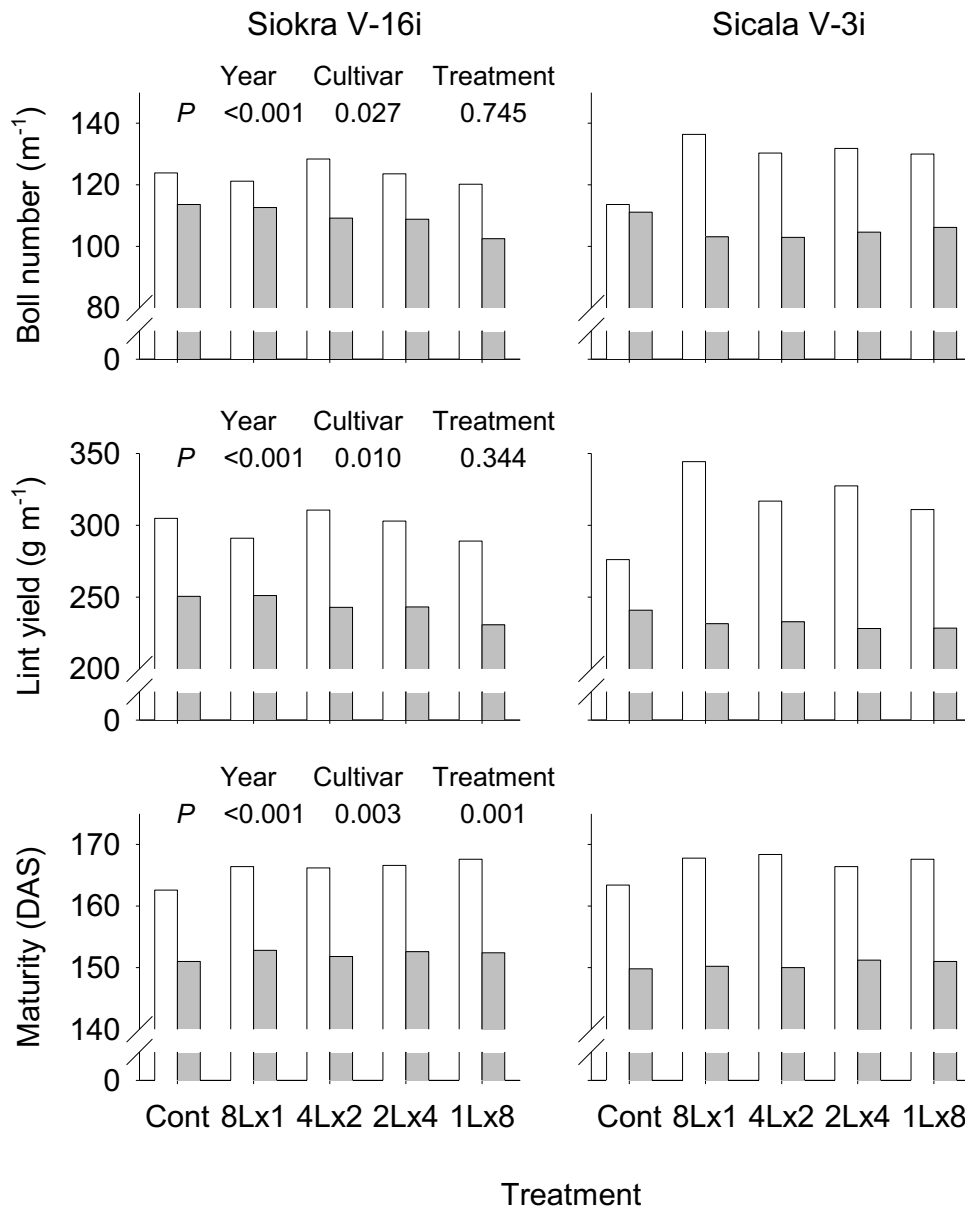 Siokra V-16i
Sicala V-3i
Year Cultivar Treatment
P <0.001 0.027 0.745
Boll number (m-1)
140
120
100
80
0
Year Cultivar Treatment
P <0.001 0.010 0.344
Lint yield (g m-1)
350
300
250
200
0
Year Cultivar Treatment
P <0.001 0.003 0.001
Maturity (DAS)
170
160
150
140
0
Cont 8Lx1 4Lx2 2Lx4 1Lx8
Cont 8Lx1 4Lx2 2Lx4 1Lx8
Treatment